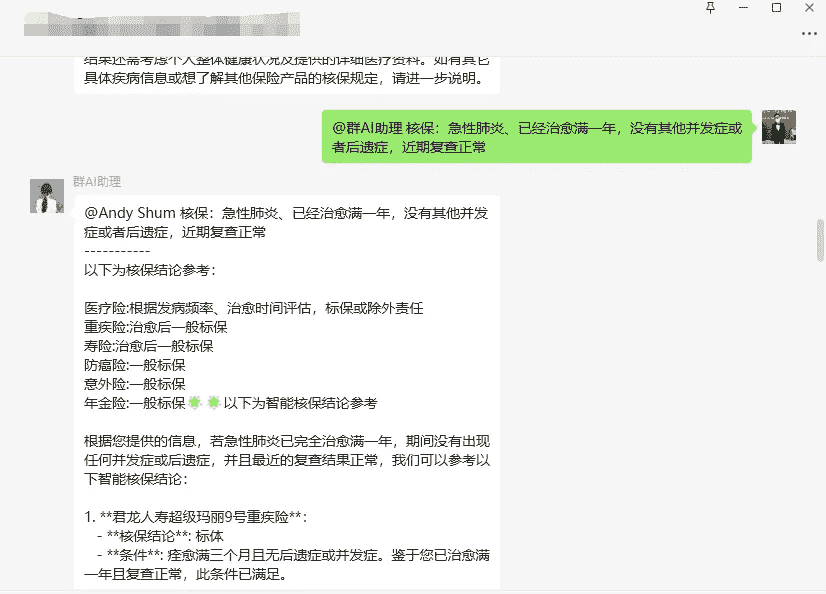 结果还需考虑个人整体健康状况及提供的详细医疗资料。如有其它
具体疾病信息或想了解其他保险产品的核保规定，请进一步说明。
@群AI助理 核保：急性肺炎、已经治愈满一年，没有其他并发症或
者后遗症，近期复查正常
群AI助理
@Andy Shum 核保：急性肺炎、已经治愈满一年，没有其他并发
症或者后遗症，近期复查正常
-----------
以下为核保结论参考：
医疗险:根据发病频率、治愈时间评估，标保或除外责任
重疾险:治愈后一般标保
寿险:治愈后一般标保
防癌险:一般标保
意外险:一般标保
年金险:一般标保 以下为智能核保结论参考
根据您提供的信息，若急性肺炎已完全治愈满一年，期间没有出现
任何并发症或后遗症，并且最近的复查结果正常，我们可以参考以
下智能核保结论：
1. **君龙人寿超级玛丽9号重疾险**：
- **核保结论**: 标体
- **条件**: 痊愈满三个月且无后遗症或并发症。鉴于您已治愈满
一年且复查正常，此条件已满足。